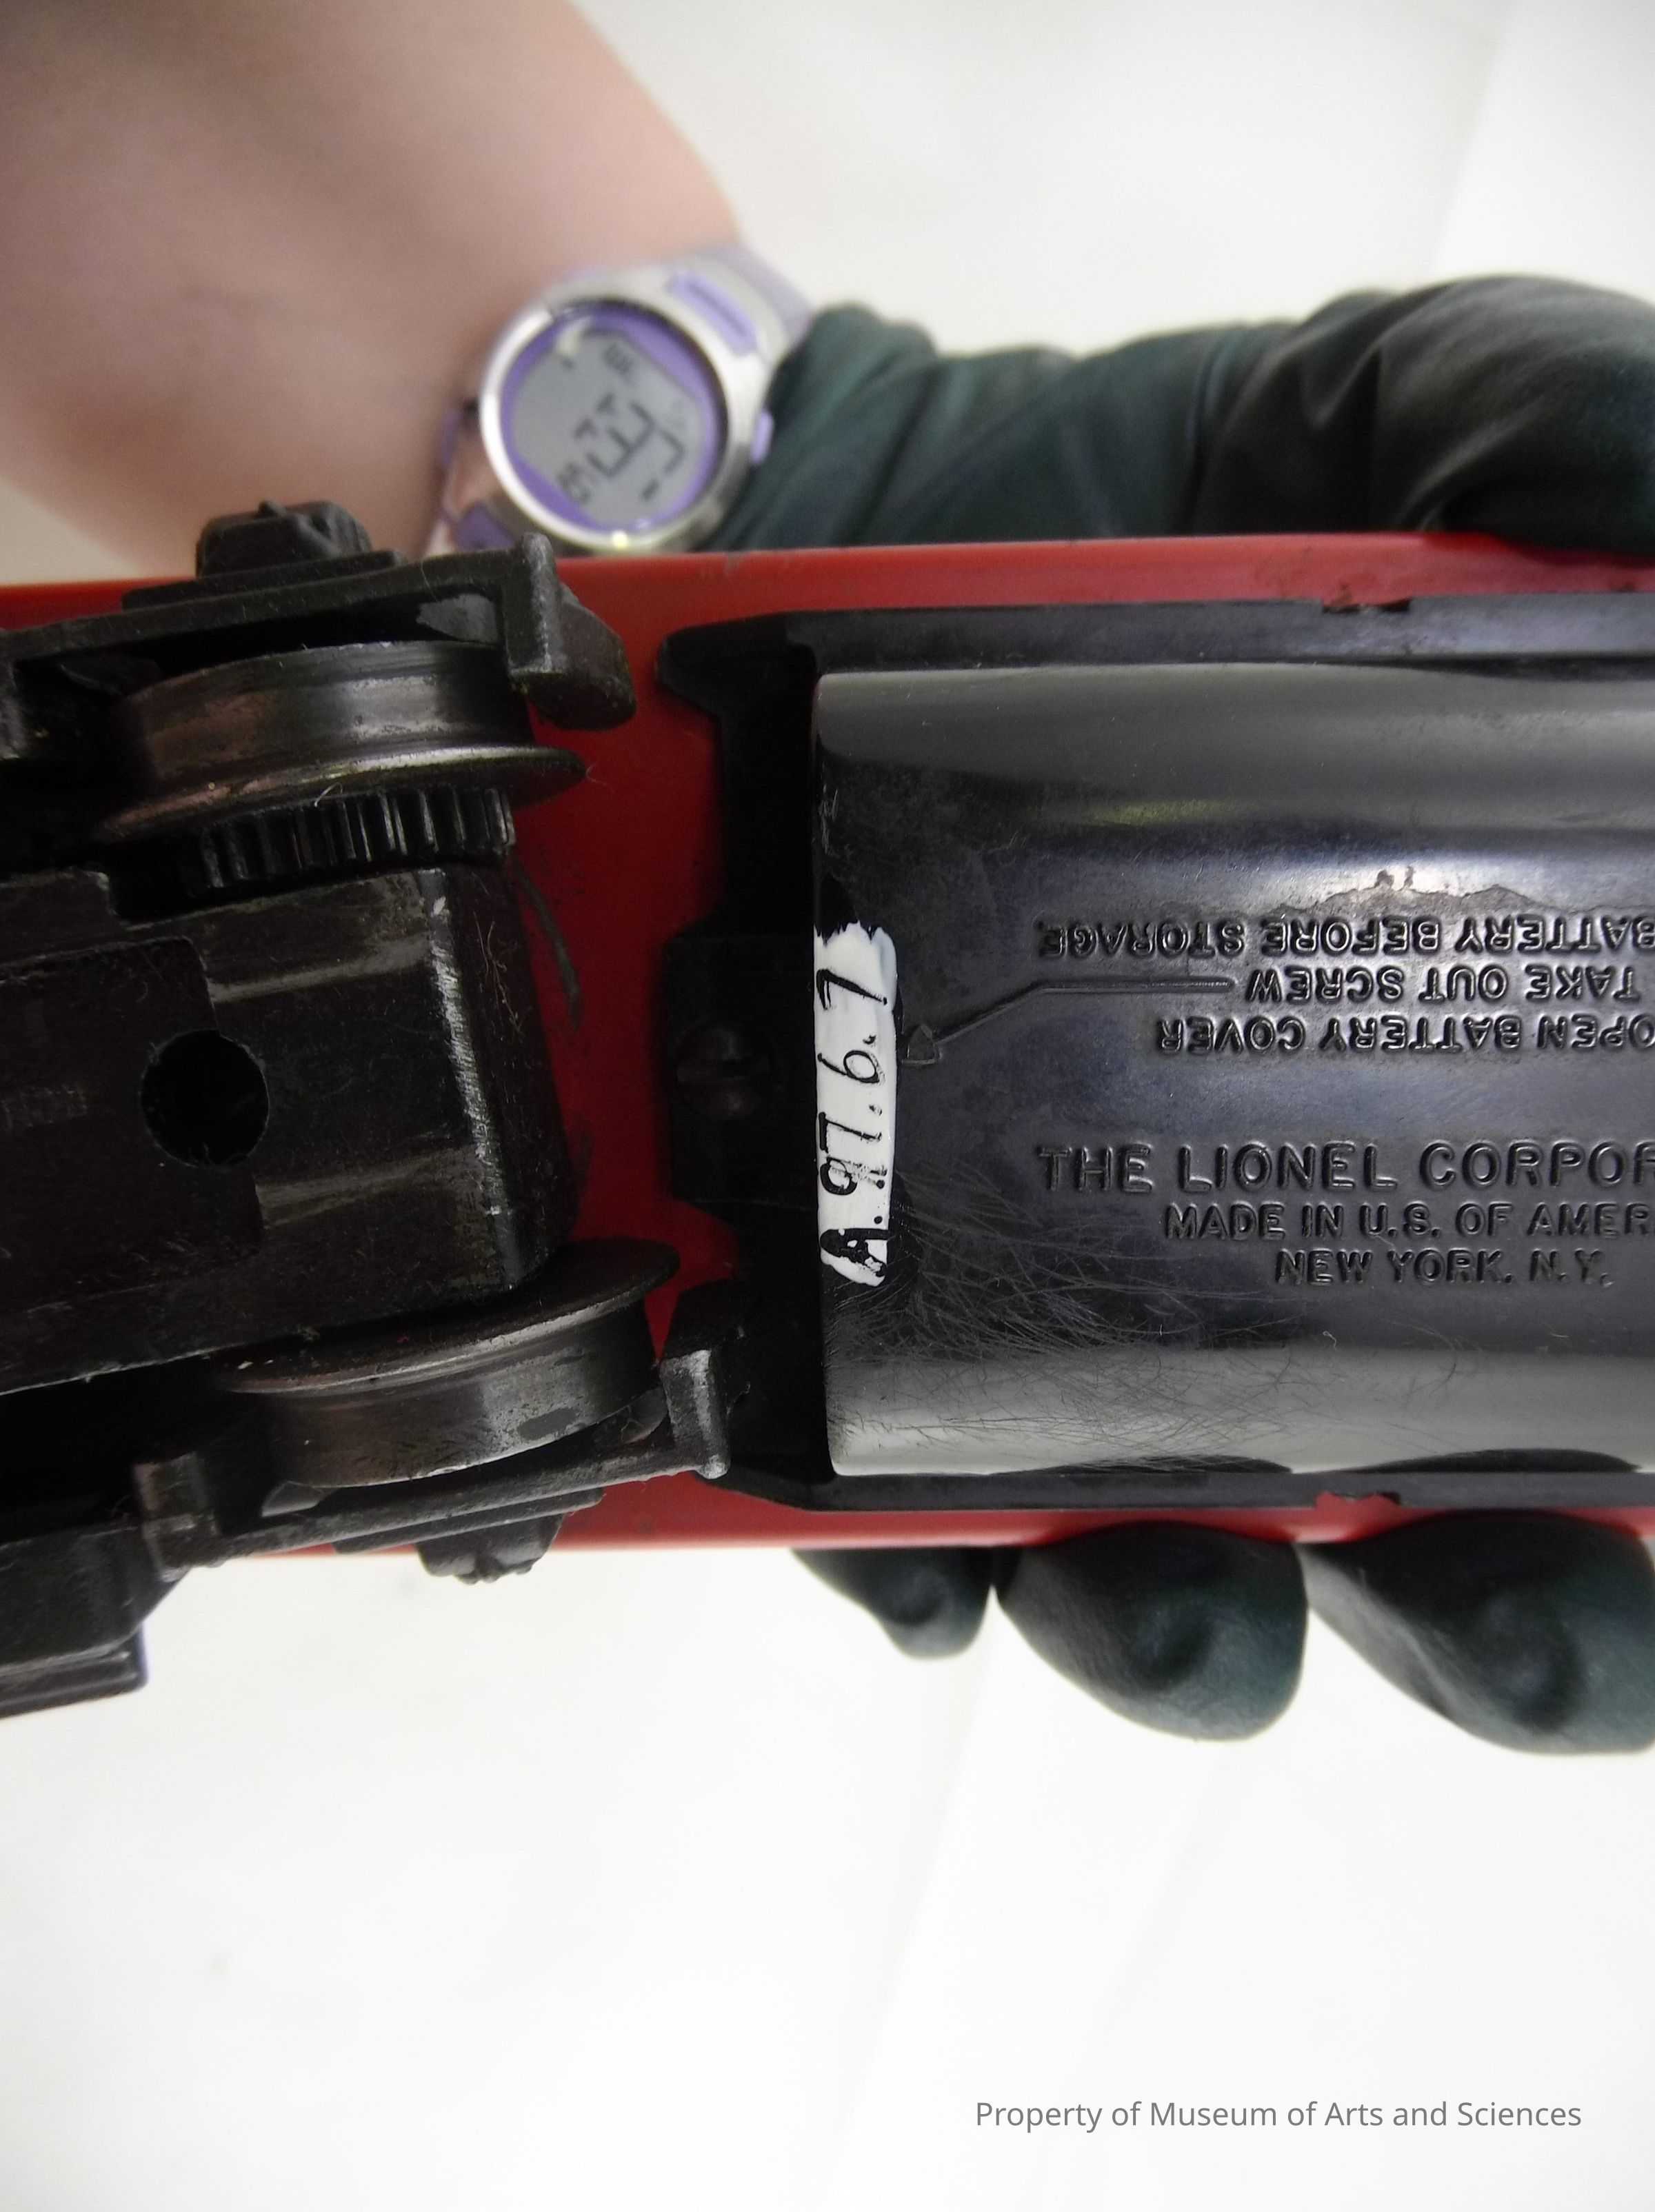 A.97.6.7
OPEN BATTERY COVER
TAKE OUT SCREW
BATTERY BEFORE STORAGE
THE LIONEL CORPOR
MADE IN U.S. OF AMER
NEW YORK, N.Y.
Property of Museum of Arts and Sciences